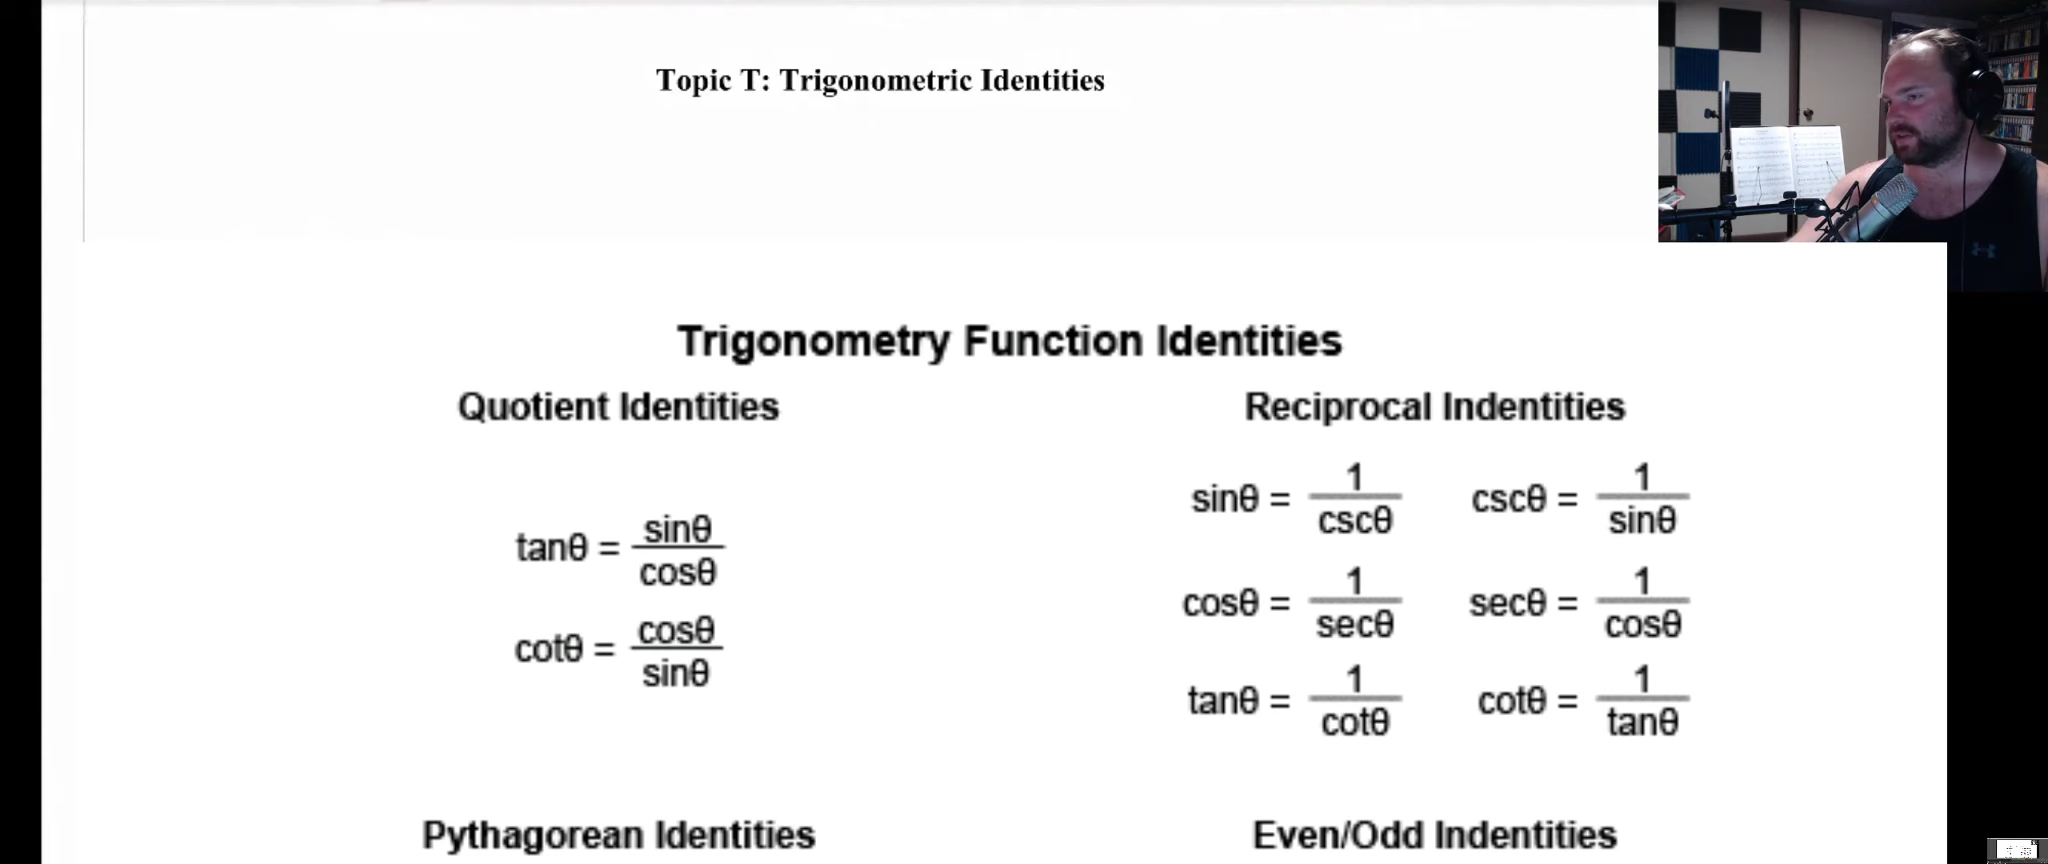 Topic T: Trigonometric Identities
Trigonometry Function Identities
Quotient Identities
Reciprocal Indentities
tanθ = sinθ/cosθ
cotθ = cosθ/sinθ
sinθ = 1/cscθ
cscθ = 1/sinθ
cosθ = 1/secθ
secθ = 1/cosθ
tanθ = 1/cotθ
cotθ = 1/tanθ
Pythagorean Identities
Even/Odd Indentities